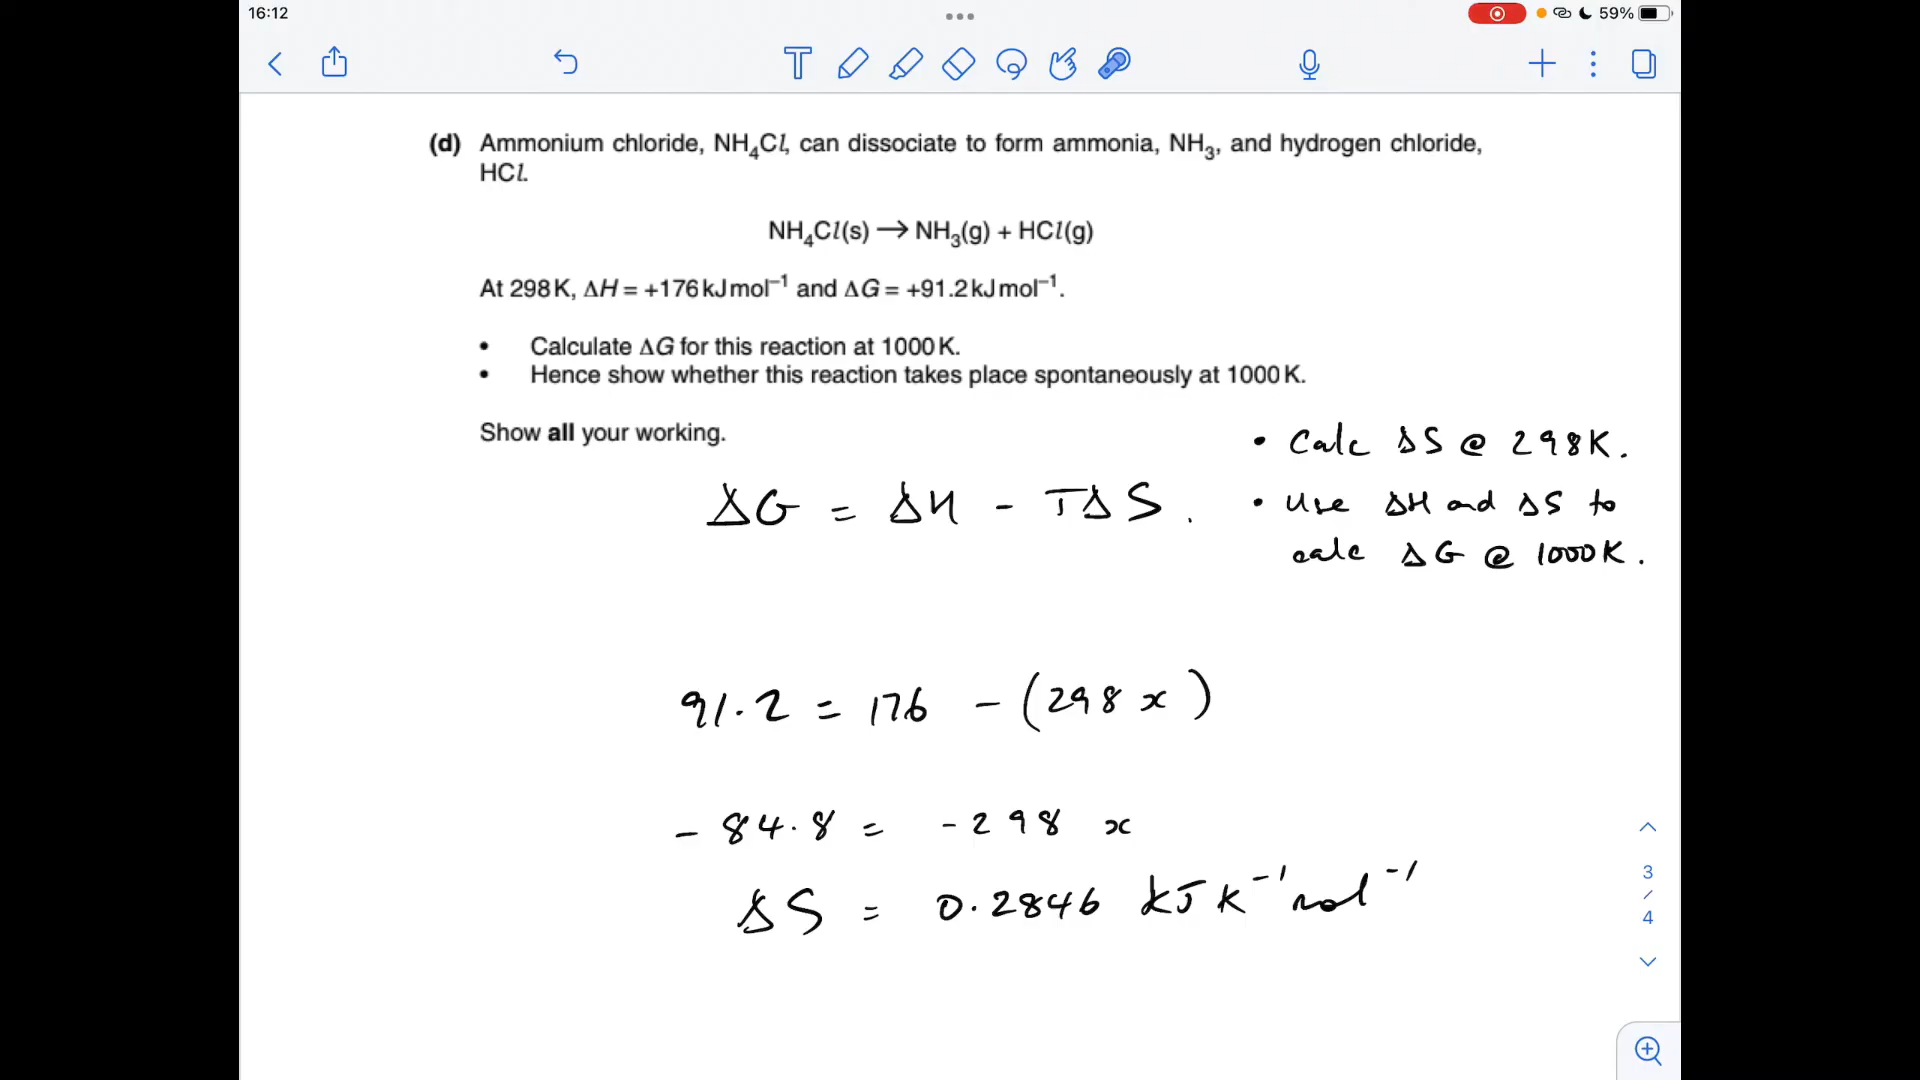 16:12
59%
(d) Ammonium chloride, NH₄Cl, can dissociate to form ammonia, NH₃, and hydrogen chloride,
HCl.
NH₄Cl(s) → NH₃(g) + HCl(g)
At 298 K, ΔH = +176 kJ mol⁻¹ and ΔG = +91.2 kJ mol⁻¹.
• Calculate ΔG for this reaction at 1000 K.
• Hence show whether this reaction takes place spontaneously at 1000 K.
Show all your working.
• Calc ΔS @ 298K.
• Use ΔH and ΔS to
calc ΔG @ 1000K.
ΔG = ΔH - TΔS.
91.2 = 176 - (298 x )
- 84.8 = - 298 x
ΔS = 0.2846 kJ K⁻¹ mol⁻¹
3
/
4